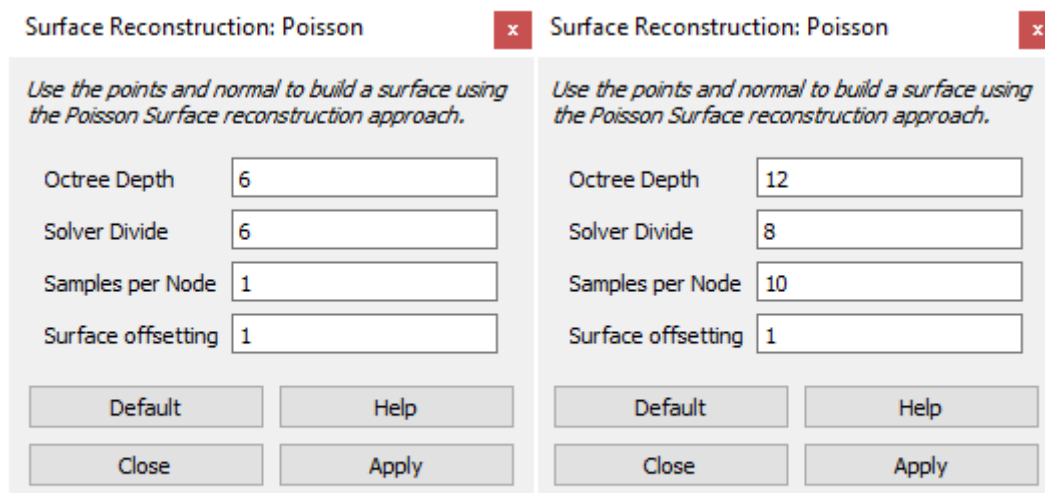 Surface Reconstruction: Poisson
x
Use the points and normal to build a surface using
the Poisson Surface reconstruction approach.
Octree Depth 6
Solver Divide 6
Samples per Node 1
Surface offsetting 1
Default Help
Close Apply
Surface Reconstruction: Poisson
x
Use the points and normal to build a surface using
the Poisson Surface reconstruction approach.
Octree Depth 12
Solver Divide 8
Samples per Node 10
Surface offsetting 1
Default Help
Close Apply